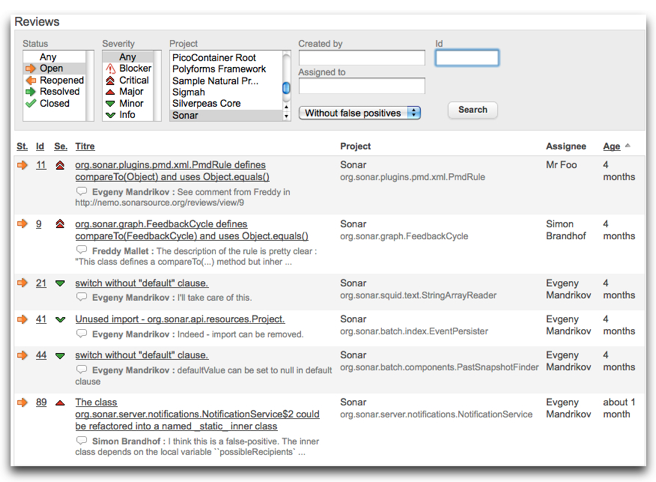 Reviews
Status Severity Project Created by Id
Any Any PicoContainer Root
Open Blocker Polyforms Framework
Reopened Critical Sample Natural Pr... Assigned to
Resolved Major Sigmah
Closed Minor Silverpeas Core
Info Sonar Without false positives Search
St. Id Se. Titre Project Assignee Age
11 org.sonar.plugins.pmd.xml.PmdRule defines Sonar Mr Foo 4
compareTo(Object) and uses Object.equals() org.sonar.plugins.pmd.xml.PmdRule months
Evgeny Mandrikov : See comment from Freddy in
http://nemo.sonarsource.org/reviews/view/9
9 org.sonar.graph.FeedbackCycle defines Sonar Simon 4
compareTo(FeedbackCycle) and uses Object.equals() org.sonar.graph.FeedbackCycle Brandhof months
Freddy Mallet : The description of the rule is pretty clear :
"This class defines a compareTo(...) method but inher ...
21 switch without "default" clause. Sonar Evgeny 4
Evgeny Mandrikov : I'll take care of this. org.sonar.squid.text.StringArrayReader Mandrikov months
41 Unused import - org.sonar.api.resources.Project. Sonar Evgeny 4
Evgeny Mandrikov : Indeed - import can be removed. org.sonar.batch.index.EventPersister Mandrikov months
44 switch without "default" clause. Sonar Evgeny 4
Evgeny Mandrikov : defaultValue can be set to null in default org.sonar.batch.components.PastSnapshotFinder Mandrikov months
clause
89 The class Sonar Evgeny about 1
org.sonar.server.notifications.NotificationService$2 could org.sonar.server.notifications.NotificationService Mandrikov month
be refactored into a named _static_ inner class
Simon Brandhof : I think this is a false-positive. The inner
class depends on the local variable ``possibleRecipients` ...